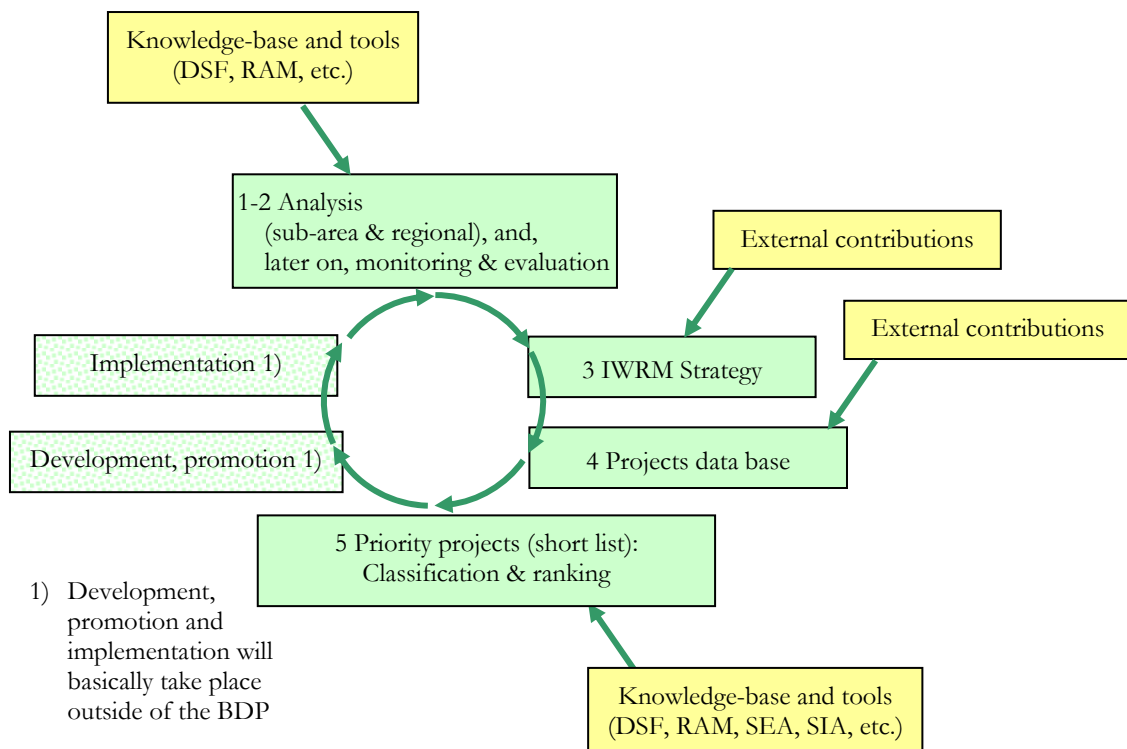 Knowledge-base and tools
(DSF, RAM, etc.)
1-2 Analysis
(sub-area & regional), and,
later on, monitoring & evaluation
External contributions
External contributions
Implementation 1)
3 IWRM Strategy
Development, promotion 1)
4 Projects data base
5 Priority projects (short list):
Classification & ranking
1) Development,
promotion and
implementation will
basically take place
outside of the BDP
Knowledge-base and tools
(DSF, RAM, SEA, SIA, etc.)